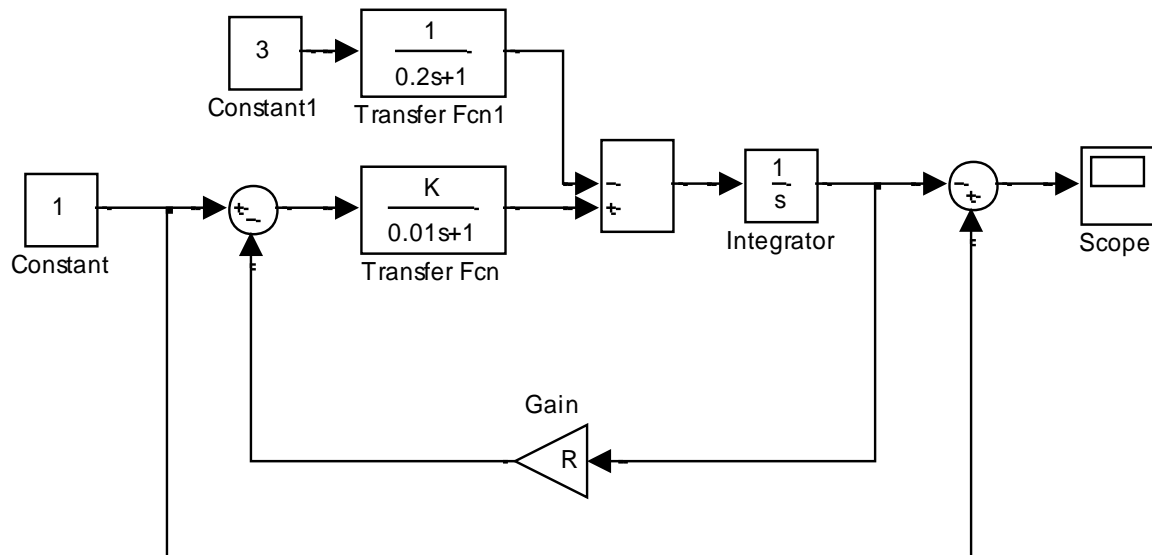 3
1
0.2s+1
Constant1
Transfer Fcn1
1
+
-
K
0.01s+1
-
+
1
s
-
+
Constant
Transfer Fcn
Integrator
Scope
Gain
R